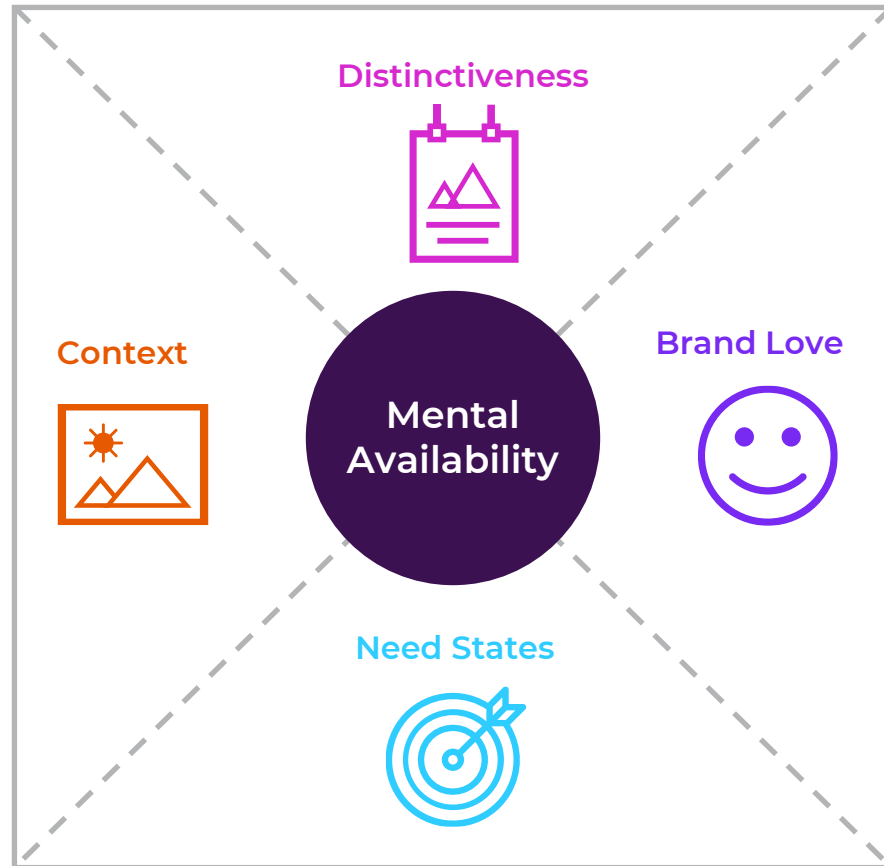 Distinctiveness
Brand Love
Context
Mental
Availability
Need States